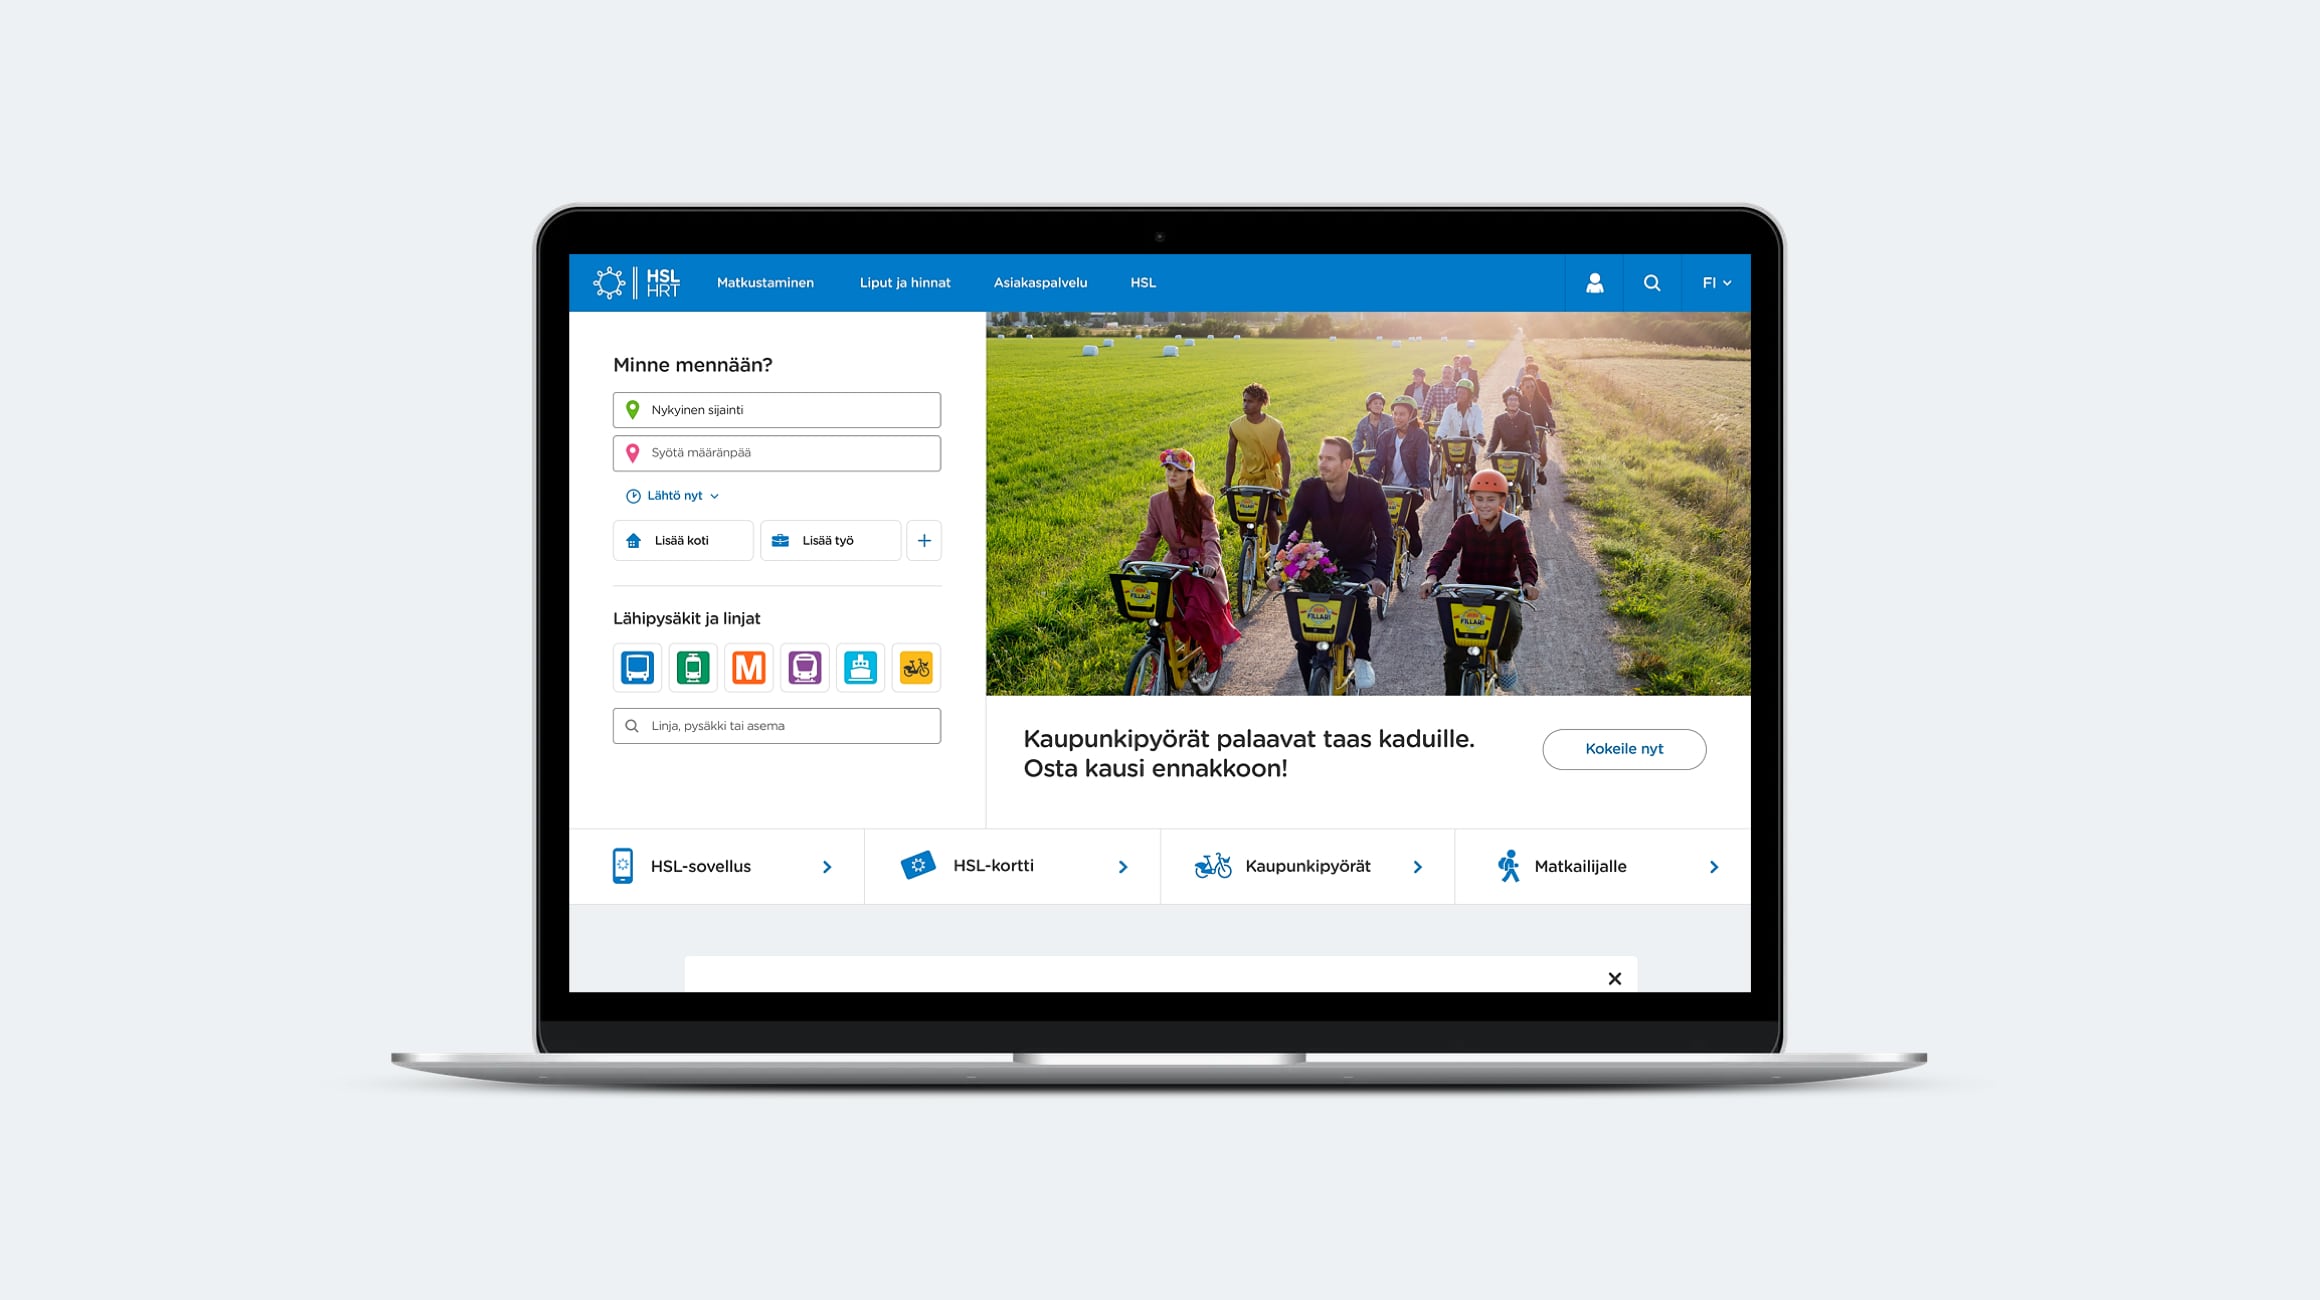 HSL
HRT
Matkustaminen
Liput ja hinnat
Asiakaspalvelu
HSL
FI
Minne mennään?
Nykyinen sijainti
Syötä määränpää
Lähtö nyt
Lisää koti
Lisää työ
Lähipysäkit ja linjat
M
Linja, pysäkki tai asema
FILLARI
FILLARI
Kaupunkipyörät palaavat taas kaduille.
Osta kausi ennakkoon!
Kokeile nyt
HSL-sovellus
HSL-kortti
Kaupunkipyörät
Matkailijalle